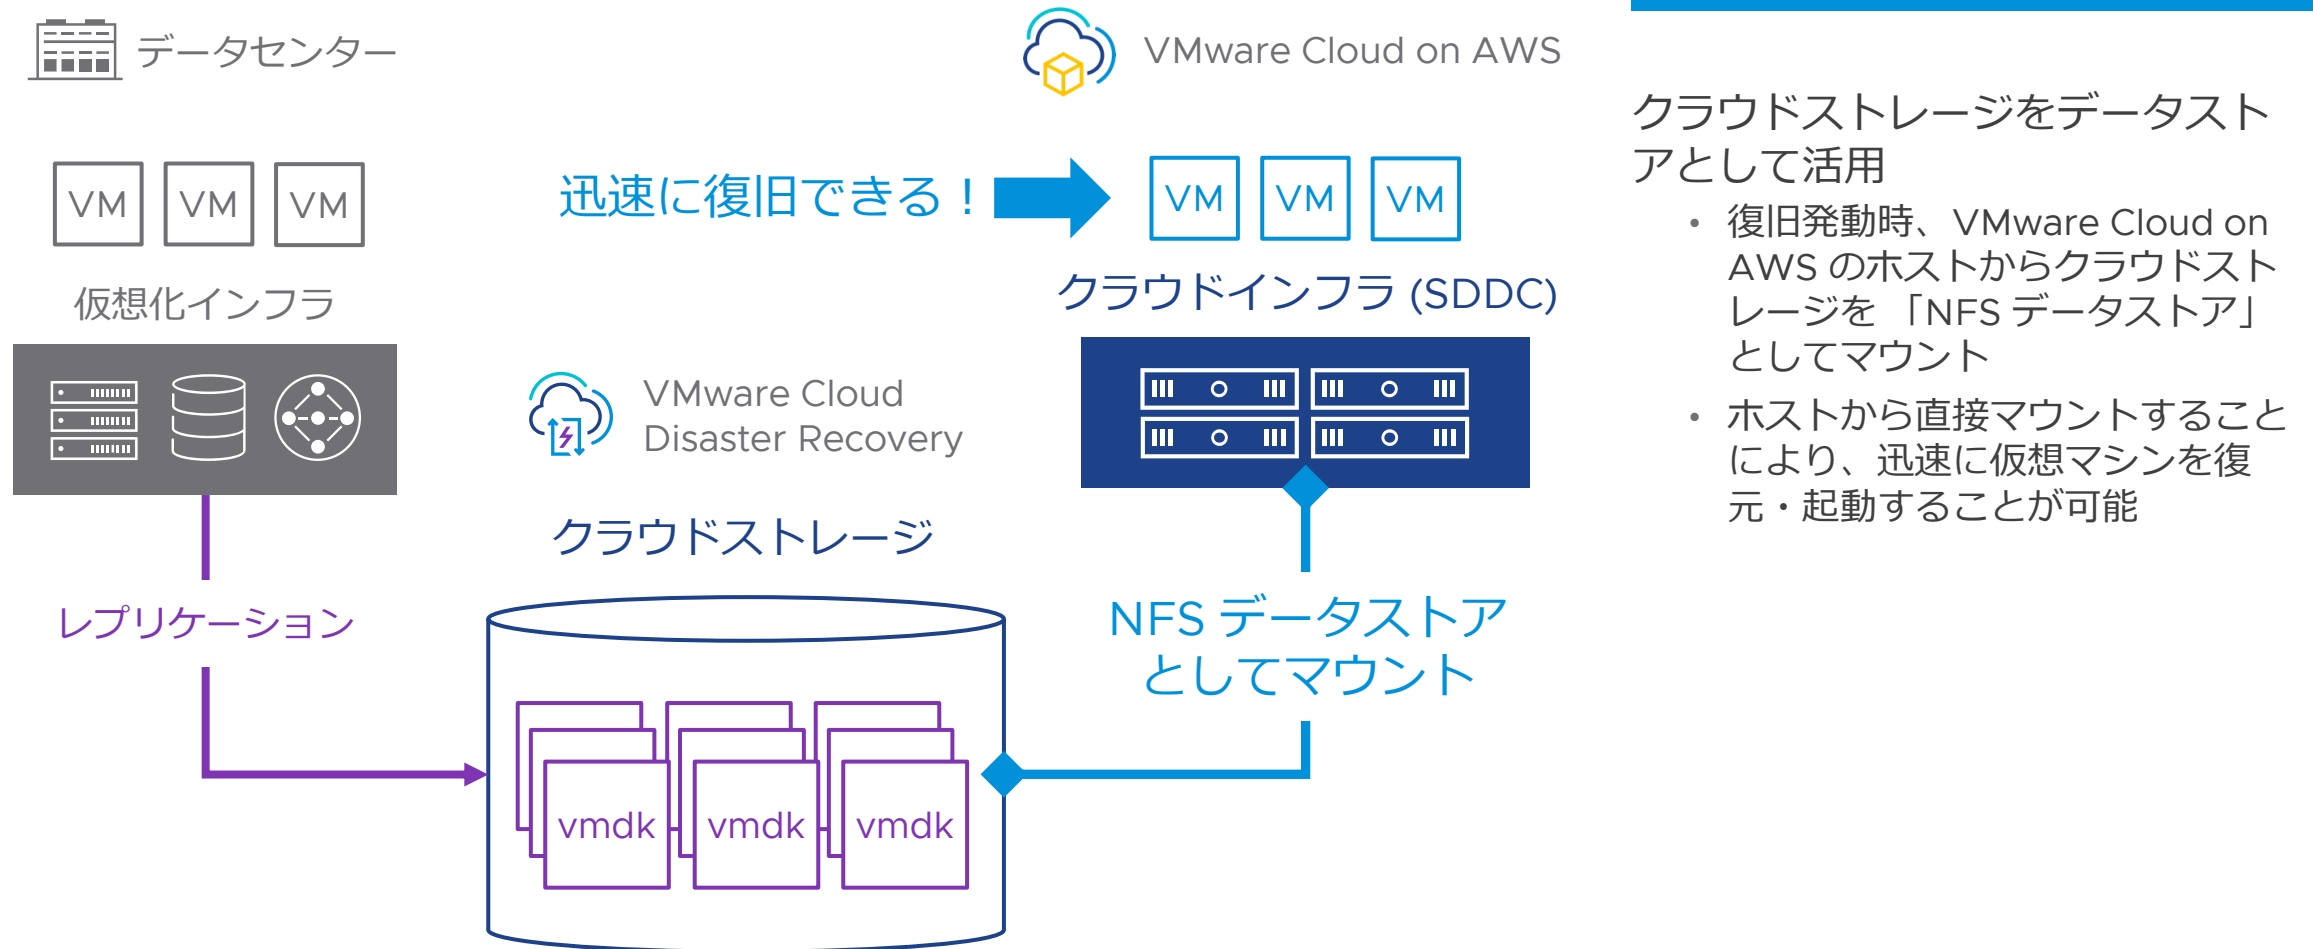 データセンター
VM VM VM
仮想化インフラ
レプリケーション
VMware Cloud on AWS
迅速に復旧できる！
VM VM VM
クラウドインフラ (SDDC)
VMware Cloud
Disaster Recovery
クラウドストレージ
vmdk vmdk vmdk
NFS データストア
としてマウント
クラウドストレージをデータスト
アとして活用
• 復旧発動時、VMware Cloud on
AWS のホストからクラウドスト
レージを 「NFS データストア」
としてマウント
• ホストから直接マウントすること
により、迅速に仮想マシンを復
元・起動することが可能